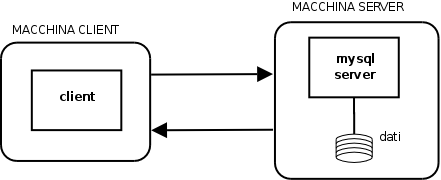 MACCHINA SERVER
MACCHINA CLIENT
mysql
server
client
dati